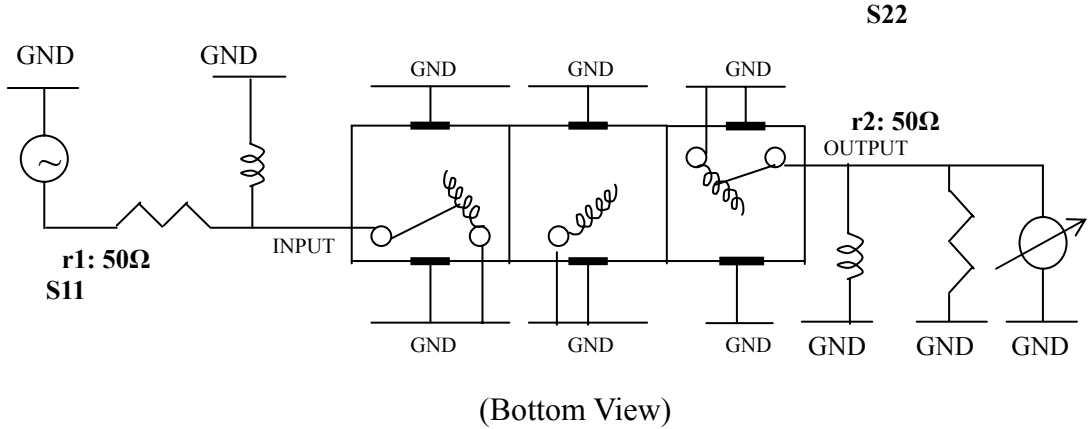 S22
GND
GND
GND
GND
GND
r2: 50Ω
OUTPUT
INPUT
r1: 50Ω
S11
GND
GND
GND
GND
GND
GND
(Bottom View)